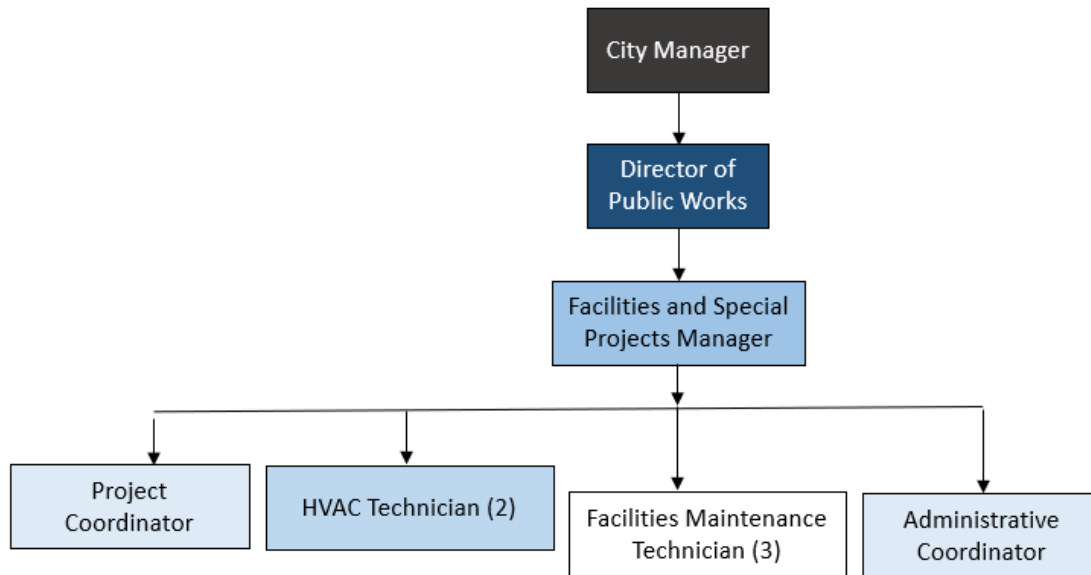 City Manager
Director of
Public Works
Facilities and Special
Projects Manager
Project
Coordinator
HVAC Technician (2)
Facilities Maintenance
Technician (3)
Administrative
Coordinator